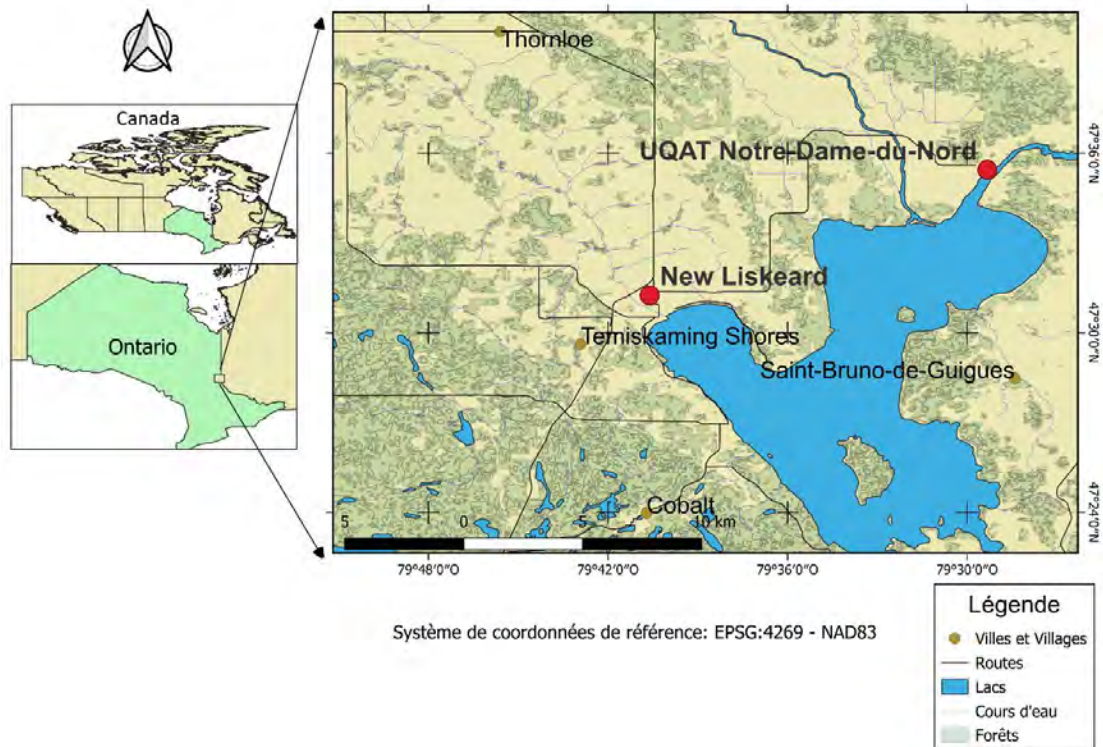 Canada
Ontario
Thornloe
UQAT Notre-Dame-du-Nord
New Liskeard
Temiskaming Shores
Saint-Bruno-de-Guigues
Cobalt
5 0 5 10 km
47°36'0"N
47°30'0"N
47°24'0"N
79°48'0"O 79°42'0"O 79°36'0"O 79°30'0"O
Système de coordonnées de référence: EPSG:4269 - NAD83
Légende
Villes et Villages
Routes
Lacs
Cours d'eau
Forêts